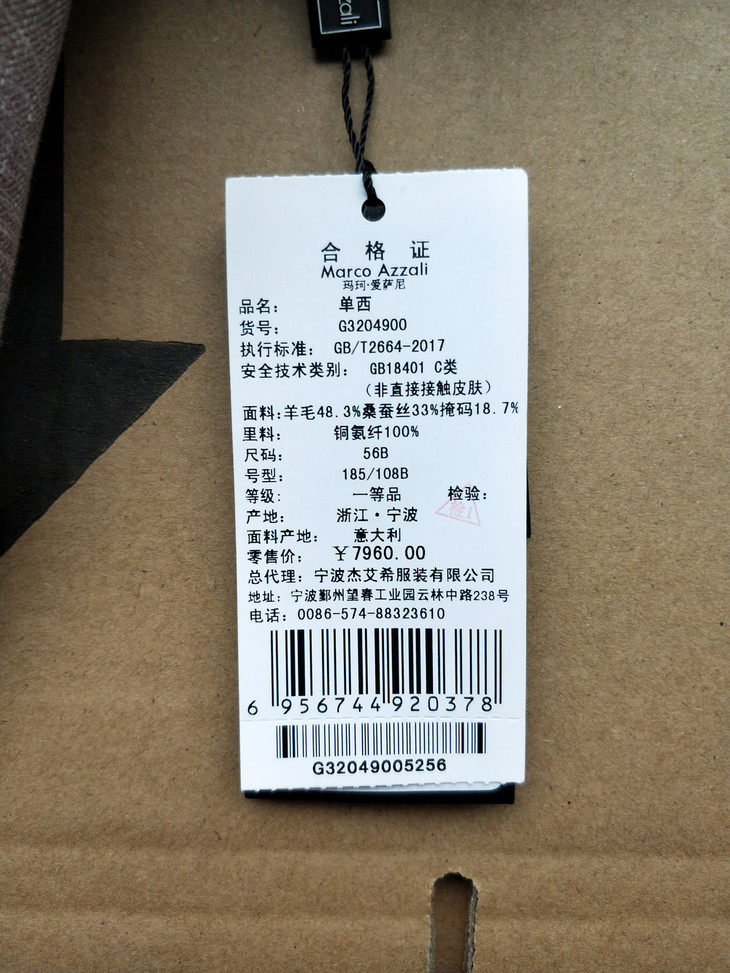 zali
合格证
Marco Azzali
玛珂·爱萨尼
品名: 单西
货号: G3204900
执行标准: GB/T2664-2017
安全技术类别: GB18401 C类
(非直接接触皮肤)
面料:羊毛48.3%桑蚕丝33%掩码18.7%
里料: 铜氨纤100%
尺码: 56B
号型: 185/108B
等级: 一等品 检验:
检1
产地: 浙江·宁波
面料产地: 意大利
零售价: ￥7960.00
总代理: 宁波杰艾希服装有限公司
地址: 宁波鄞州望春工业园云林中路238号
电话: 0086-574-88323610
6 956744 920378
G32049005256